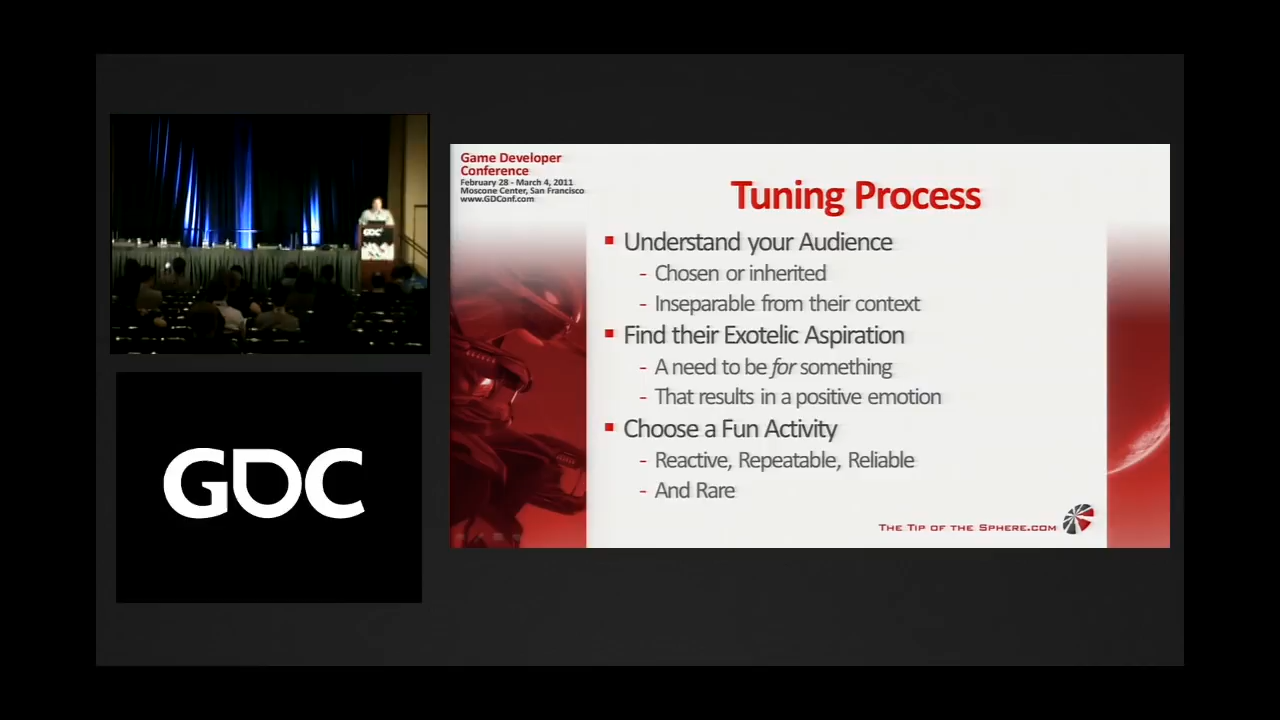 Game Developer
Conference
February 28 - March 4, 2011
Moscone Center, San Francisco
www.GDConf.com
Tuning Process
Understand your Audience
- Chosen or inherited
- Inseparable from their context
Find their Exotelic Aspiration
- A need to be for something
- That results in a positive emotion
Choose a Fun Activity
- Reactive, Repeatable, Reliable
- And Rare
The Tip of the Sphere.com
GDC
GDC